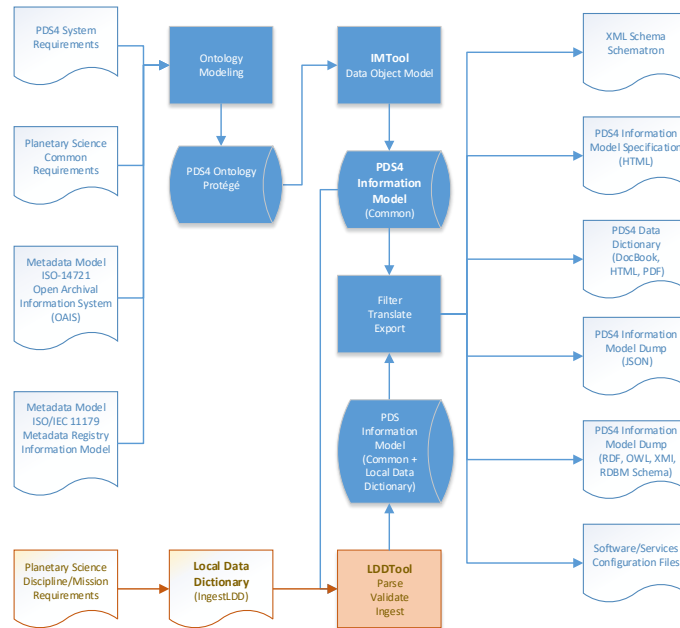 PDS4 System
Requirements
Ontology
Modeling
IMTool
Data Object Model
XML Schema
Schematron
Planetary Science
Common
Requirements
PDS4 Ontology
Protégé
PDS4
Information
Model
(Common)
PDS4 Information
Model Specification
(HTML)
Metadata Model
ISO-14721
Open Archival
Information System
(OAIS)
Filter
Translate
Export
PDS4 Data
Dictionary
(DocBook,
HTML, PDF)
PDS4 Information
Model Dump
(JSON)
Metadata Model
ISO/IEC 11179
Metadata Registry
Information Model
PDS
Information
Model
(Common +
Local Data
Dictionary)
PDS4 Information
Model Dump
(RDF, OWL, XMI,
RDBM Schema)
Planetary Science
Discipline/Mission
Requirements
Local Data
Dictionary
(IngestLDD)
LDDTool
Parse
Validate
Ingest
Software/Services
Configuration Files